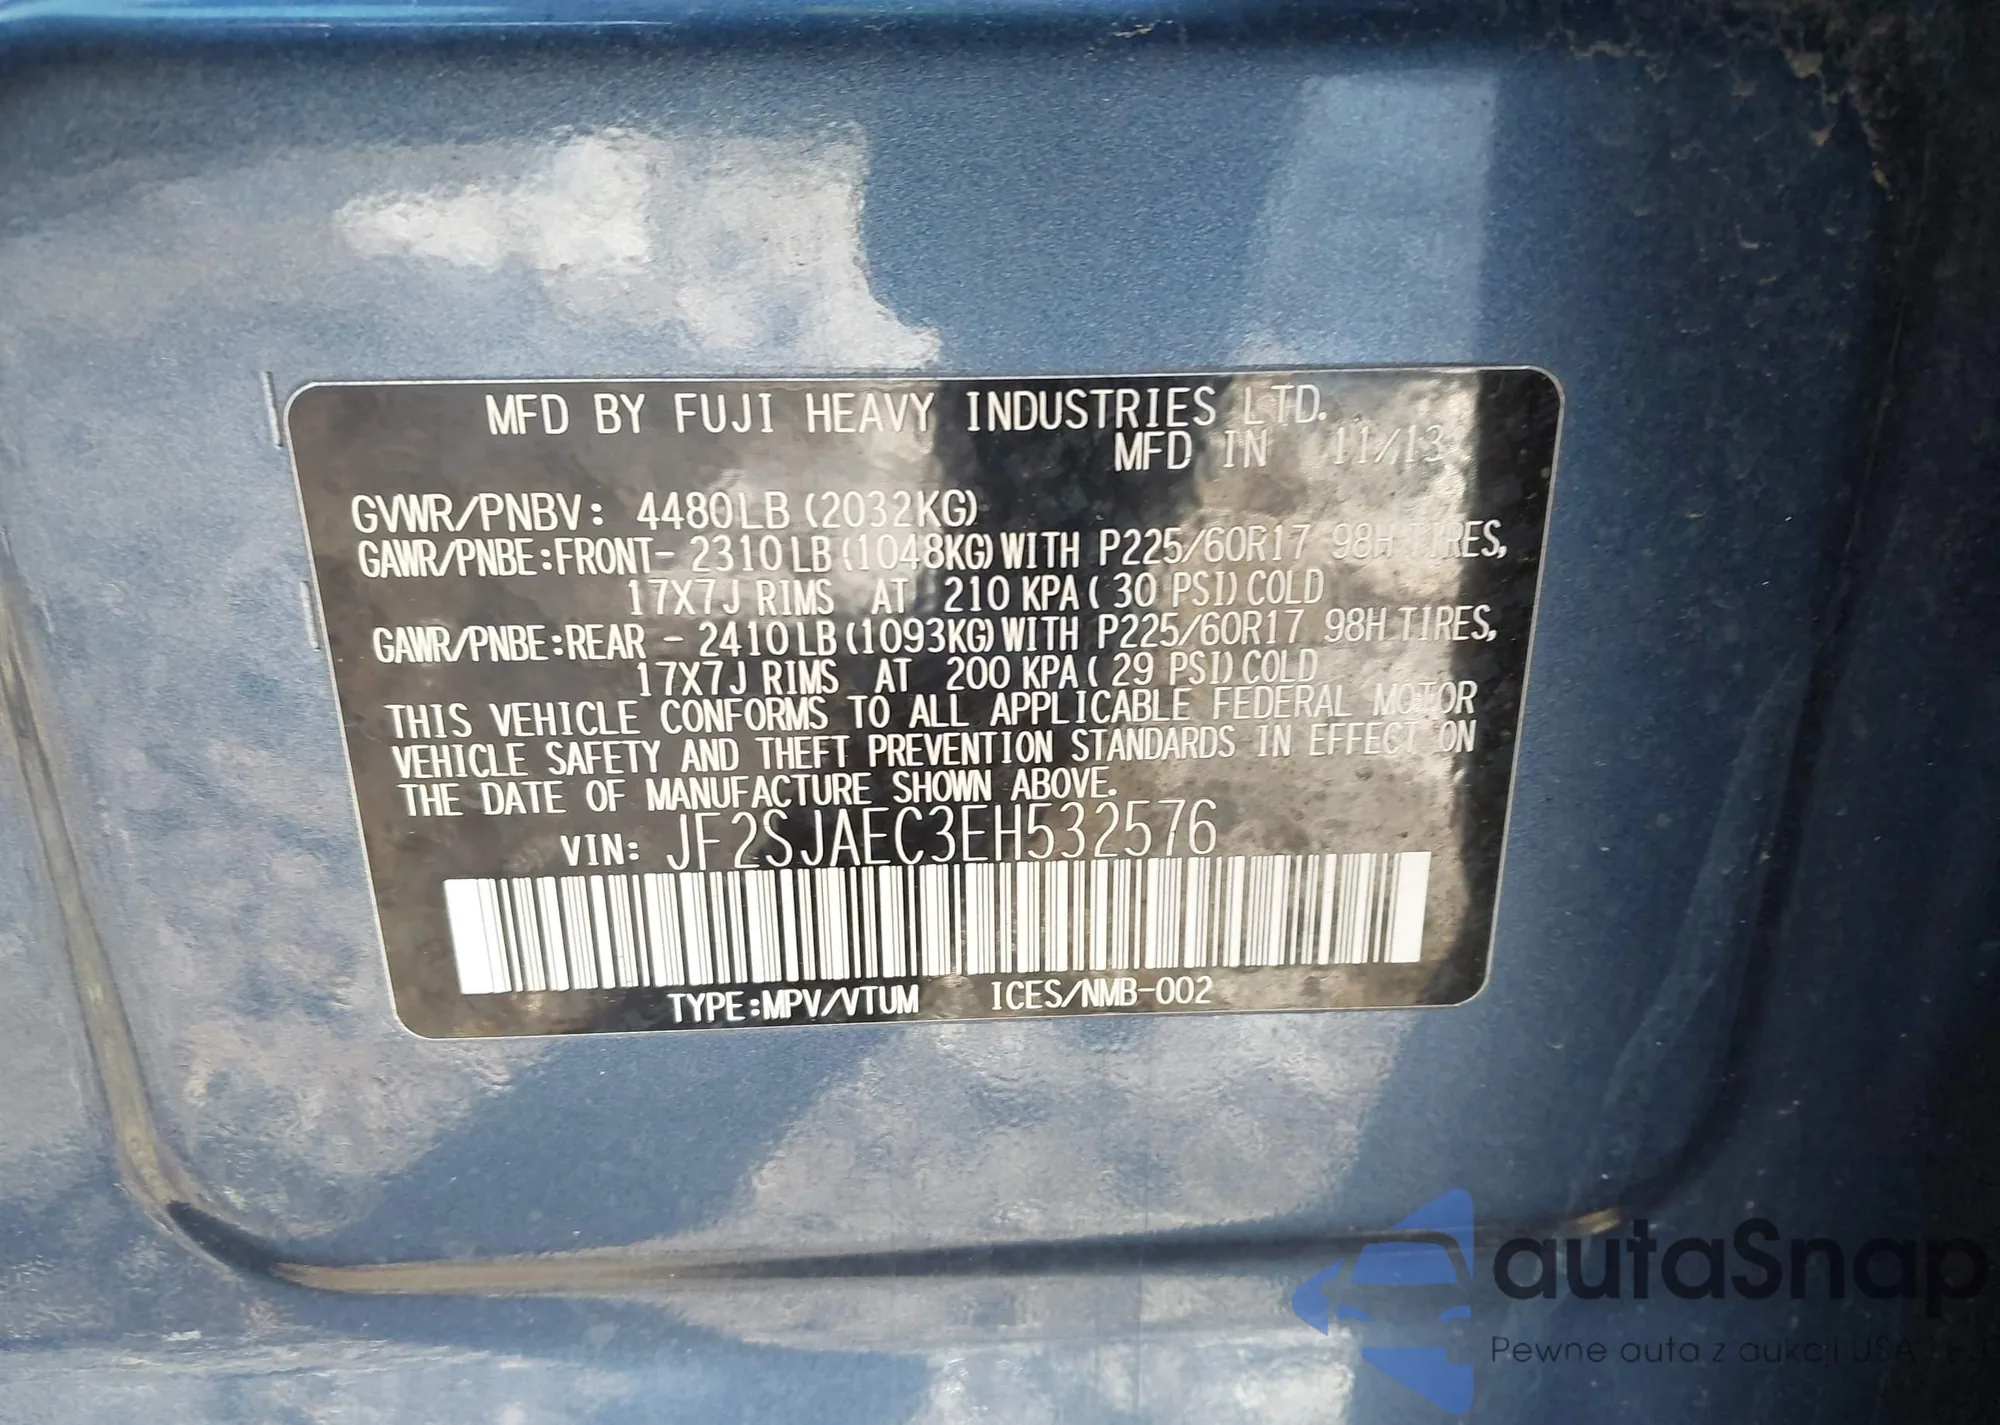 MFD BY FUJI HEAVY INDUSTRIES LTD.
MFD IN 11/13
GVWR/PNBV: 4480LB (2032KG)
GAWR/PNBE:FRONT- 2310LB (1048KG) WITH P225/60R17 98H TIRES,
17X7J RIMS AT 210 KPA ( 30 PSI) COLD
GAWR/PNBE:REAR - 2410LB (1093KG) WITH P225/60R17 98H TIRES,
17X7J RIMS AT 200 KPA ( 29 PSI) COLD
THIS VEHICLE CONFORMS TO ALL APPLICABLE FEDERAL MOTOR
VEHICLE SAFETY AND THEFT PREVENTION STANDARDS IN EFFECT ON
THE DATE OF MANUFACTURE SHOWN ABOVE.
VIN: JF2SJAEC3EH532576
TYPE:MPV/VTUM ICES/NMB-002
autaSnap
Pewne auta z aukcji USA